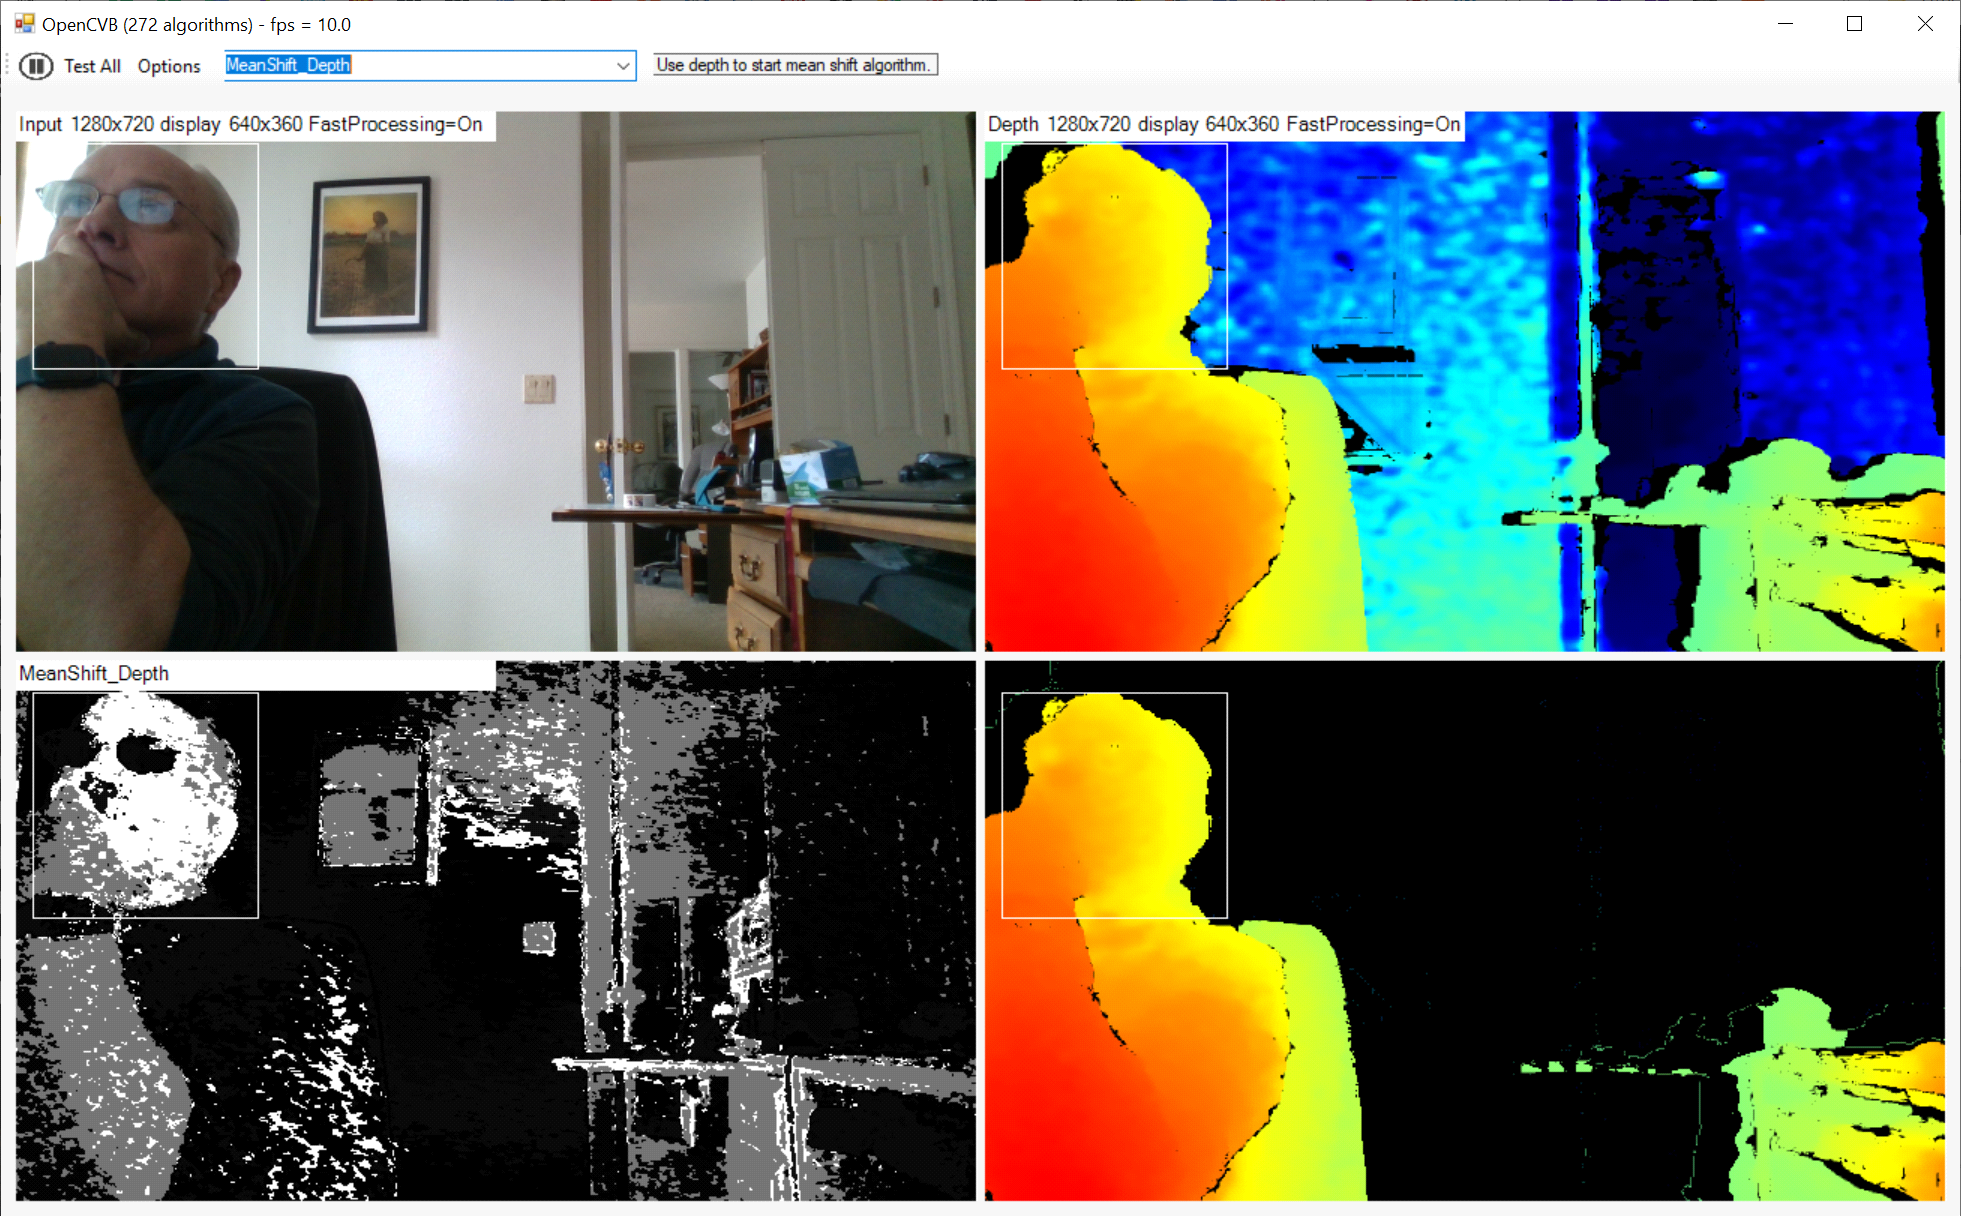 OpenCVB (272 algorithms) - fps = 10.0
Test All Options MeanShift_Depth Use depth to start mean shift algorithm.
Input 1280x720 display 640x360 FastProcessing=On
Depth 1280x720 display 640x360 FastProcessing=On
MeanShift_Depth